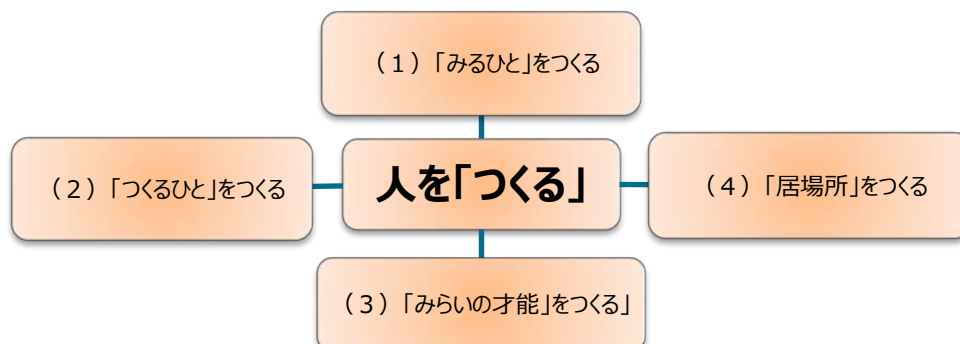 （１）「みるひと」をつくる
（２）「つくるひと」をつくる
人を「つくる」
（４）「居場所」をつくる
（３）「みらいの才能」をつくる」